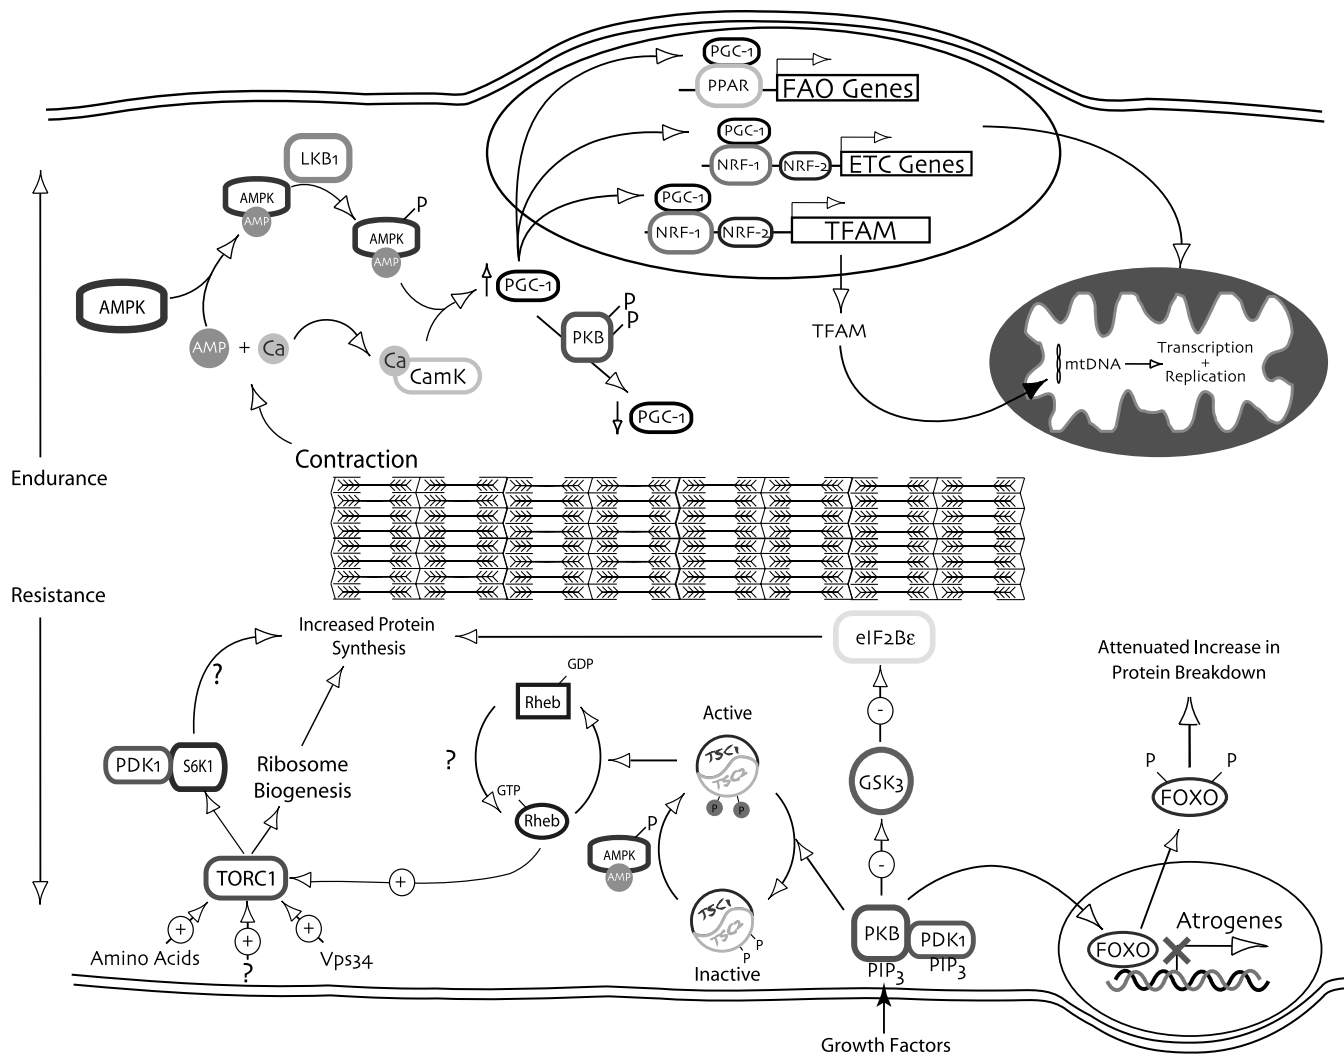 PGC-1
PPAR
FAO Genes
PGC-1
NRF-1
NRF-2
ETC Genes
PGC-1
NRF-1
NRF-2
TFAM
LKB1
AMPK
AMP
P
AMPK
AMP
AMPK
AMP + Ca
Ca
CamK
PGC-1
P
P
PKB
PGC-1
TFAM
mtDNA
Transcription
+
Replication
Contraction
Endurance
Resistance
Increased Protein
Synthesis
eIF2Bε
Attenuated Increase in
Protein Breakdown
?
GDP
Rheb
Active
-
?
TSC1
TSC2
P P
PDK1
S6K1
Ribosome
Biogenesis
GTP
Rheb
GSK3
P P
FOXO
P
AMPK
AMP
-
TORC1
+
TSC1
TSC2
P
P
Inactive
PKB
PDK1
PIP3
PIP3
FOXO
Atrogenes
+
+
+
Amino Acids
?
Vps34
Growth Factors